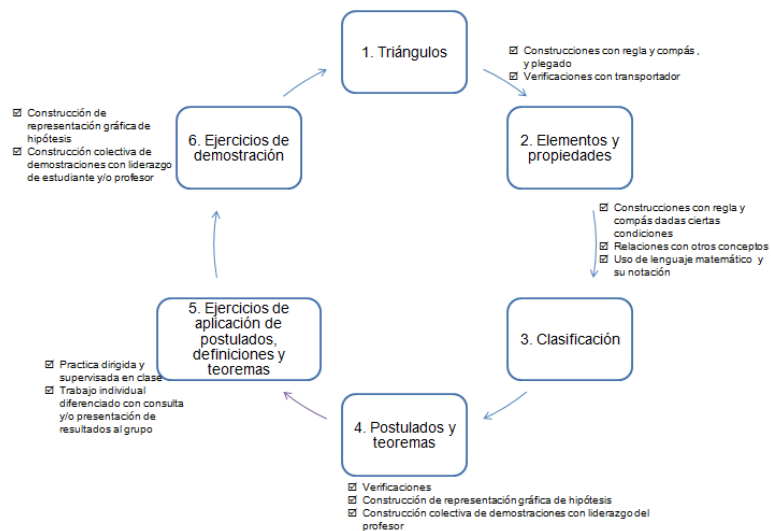 1. Triángulos
☑ Construcciones con regla y compás ,
y plegado
☑ Verificaciones con transportador
2. Elementos y
propiedades
☑ Construcciones con regla y
compás dadas ciertas
condiciones
☑ Relaciones con otros conceptos
☑ Uso de lenguaje matemático y
su notación
3. Clasificación
4. Postulados y
teoremas
☑ Verificaciones
☑ Construcción de representación gráfica de hipótesis
☑ Construcción colectiva de demostraciones con liderazgo del
profesor
5. Ejercicios de
aplicación de
postulados,
definiciones y
teoremas
☑ Practica dirigida y
supervisada en clase
☑ Trabajo individual
diferenciado con consulta
y/o presentación de
resultados al grupo
6. Ejercicios de
demostración
☑ Construcción de
representación gráfica de
hipótesis
☑ Construcción colectiva de
demostraciones con liderazgo
de estudiante y/o profesor